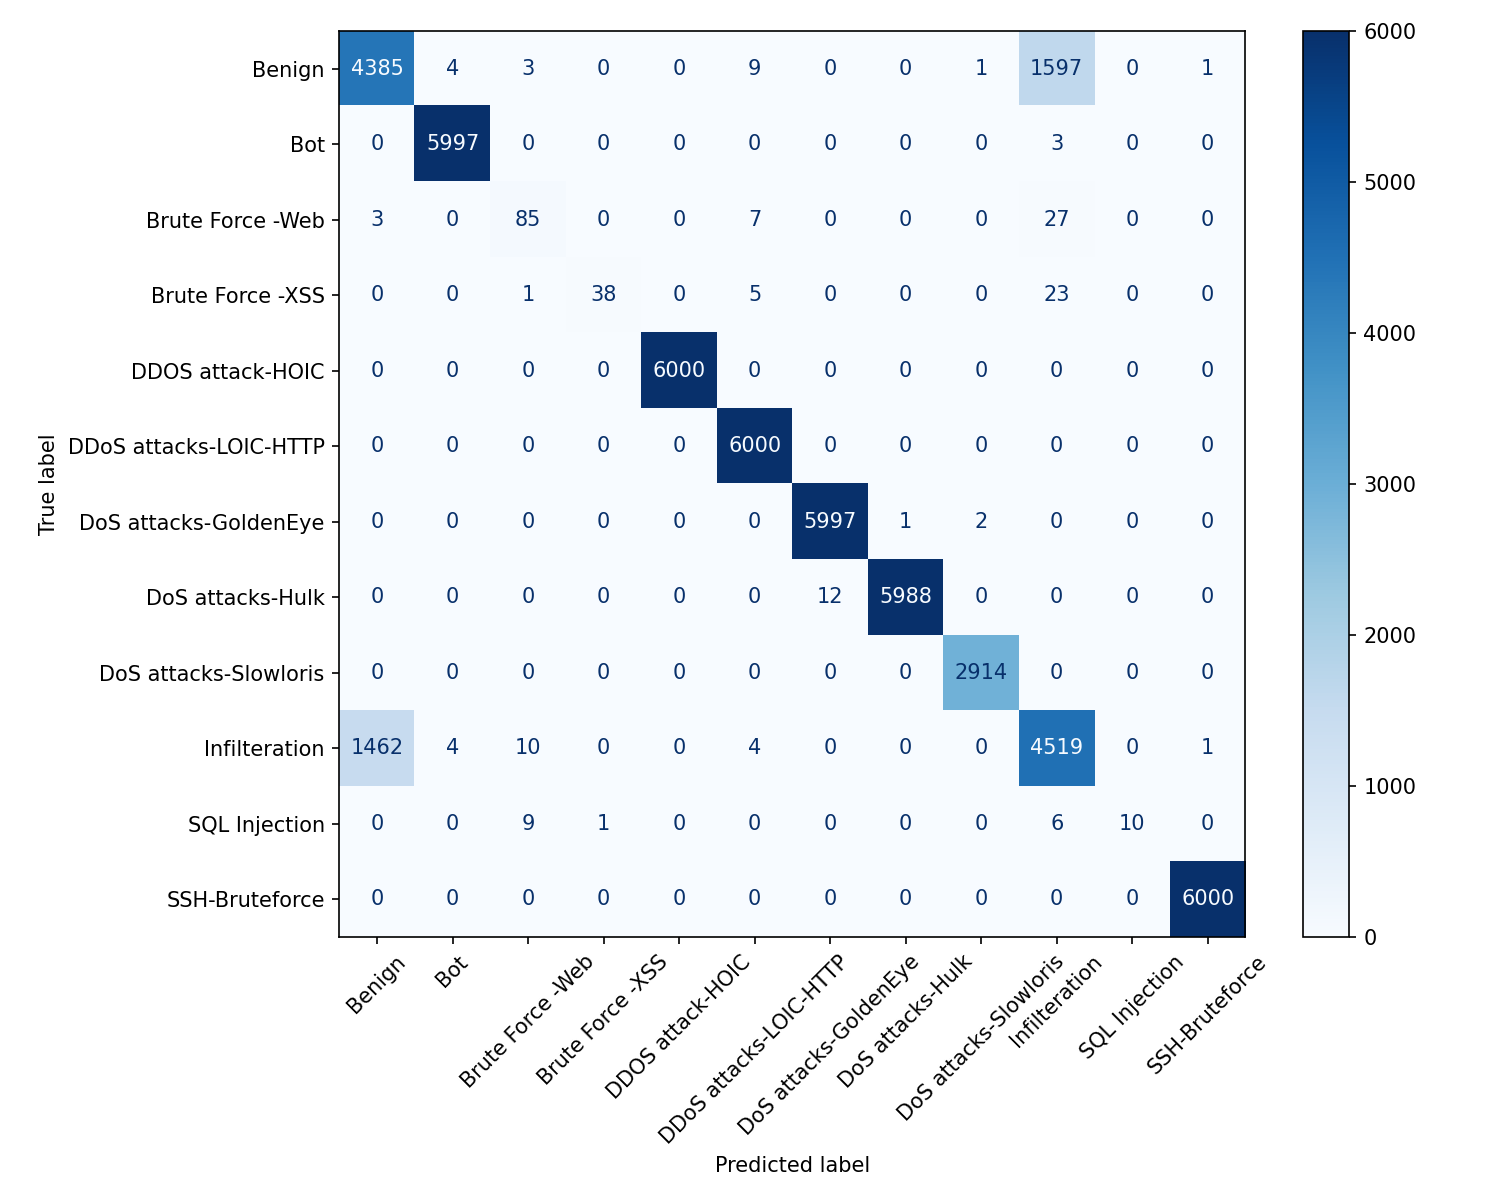 Benign 4385 4 3 0 0 9 0 0 1 1597 0 1
Bot 0 5997 0 0 0 0 0 0 0 3 0 0
Brute Force -Web 3 0 85 0 0 7 0 0 0 27 0 0
Brute Force -XSS 0 0 1 38 0 5 0 0 0 23 0 0
DDOS attack-HOIC 0 0 0 0 6000 0 0 0 0 0 0 0
DDoS attacks-LOIC-HTTP 0 0 0 0 0 6000 0 0 0 0 0 0
DoS attacks-GoldenEye 0 0 0 0 0 0 5997 1 2 0 0 0
DoS attacks-Hulk 0 0 0 0 0 0 12 5988 0 0 0 0
DoS attacks-Slowloris 0 0 0 0 0 0 0 0 2914 0 0 0
Infilteration 1462 4 10 0 0 4 0 0 0 4519 0 1
SQL Injection 0 0 9 1 0 0 0 0 0 6 10 0
SSH-Bruteforce 0 0 0 0 0 0 0 0 0 0 0 6000
True label
Benign
Bot
Brute Force -Web
Brute Force -XSS
DDOS attack-HOIC
DDoS attacks-LOIC-HTTP
DoS attacks-GoldenEye
DoS attacks-Hulk
DoS attacks-Slowloris
Infilteration
SQL Injection
SSH-Bruteforce
Predicted label
6000
5000
4000
3000
2000
1000
0